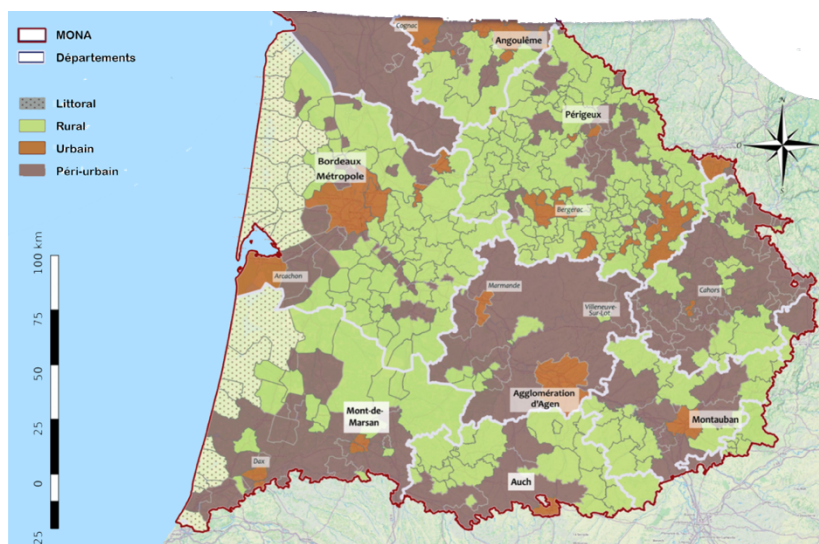 MONA
Départements
Littoral
Rural
Urbain
Péri-urbain
Cognac
Angoulême
Périgueux
Bordeaux
Métropole
Bergerac
Arcachon
Marmande
Villeneuve-
Sur-Lot
Cahors
Agglomération
d'Agen
Mont-de-
Marsan
Montauban
Dax
Auch
N
O
S
100 km
75
50
25
0
25